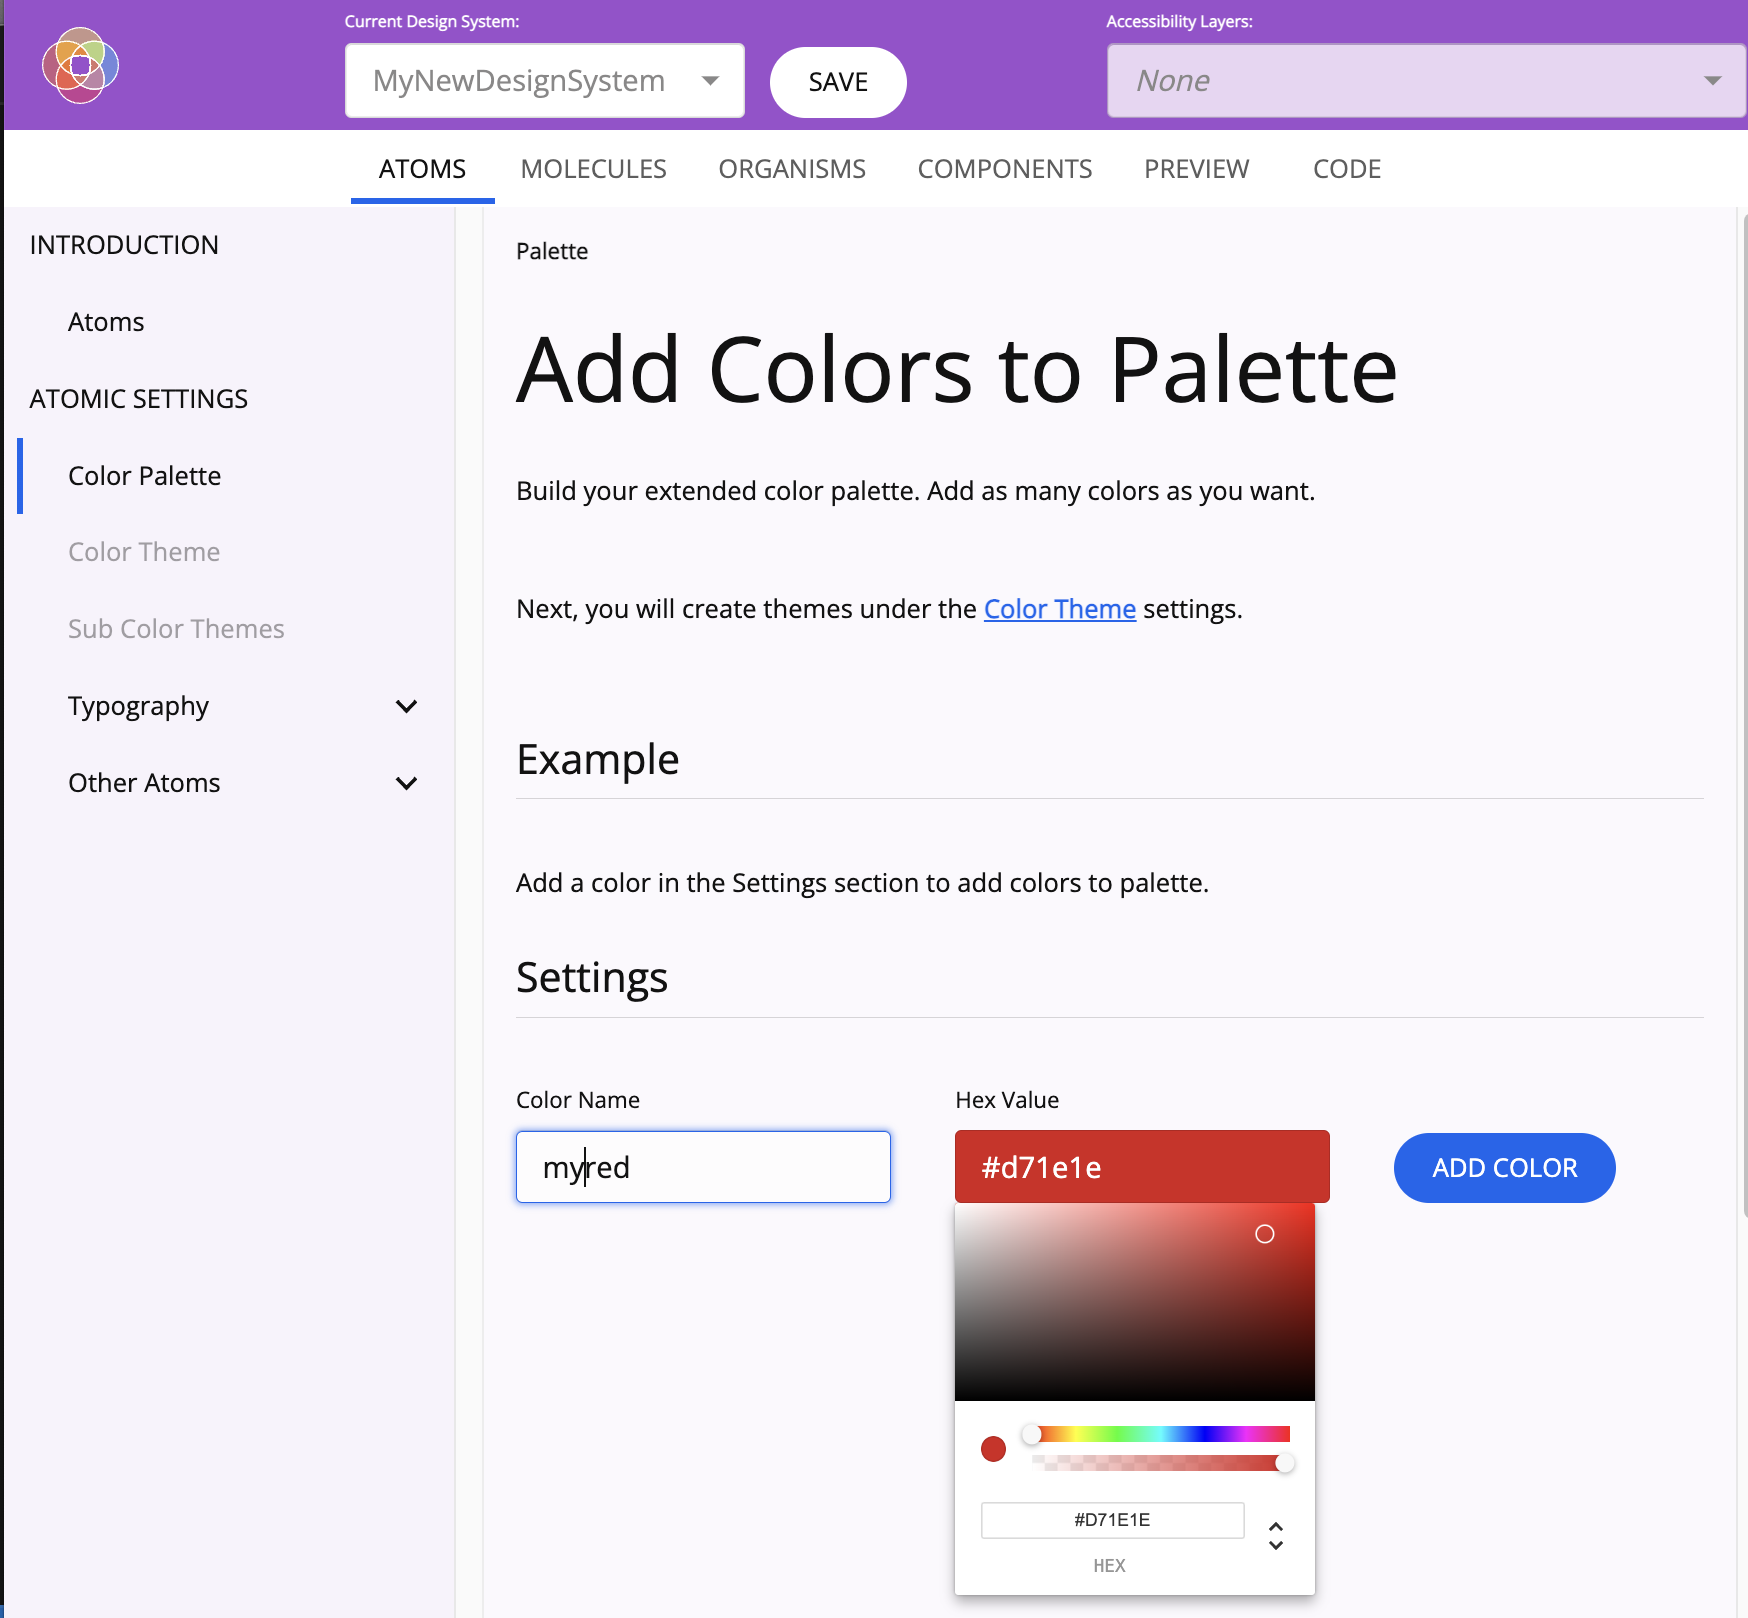 Current Design System:
Accessibility Layers:
MyNewDesignSystem
SAVE
None
ATOMS
MOLECULES
ORGANISMS
COMPONENTS
PREVIEW
CODE
INTRODUCTION
Atoms
ATOMIC SETTINGS
Color Palette
Color Theme
Sub Color Themes
Typography
Other Atoms
Palette
Add Colors to Palette
Build your extended color palette. Add as many colors as you want.
Next, you will create themes under the Color Theme settings.
Example
Add a color in the Settings section to add colors to palette.
Settings
Color Name
Hex Value
myred
#d71e1e
ADD COLOR
#D71E1E
HEX